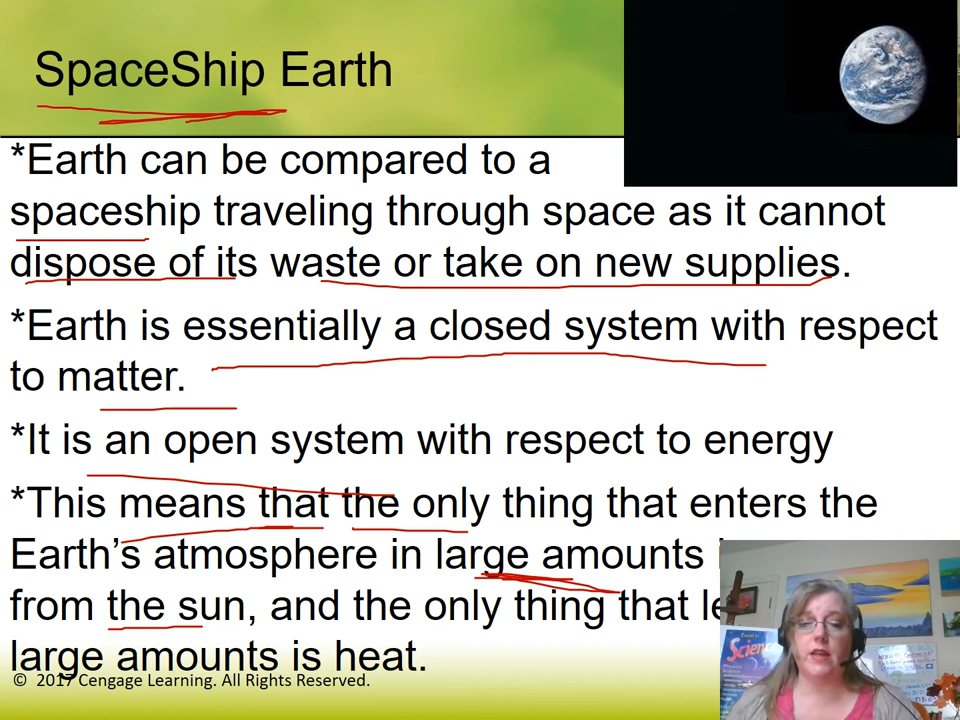 SpaceShip Earth
*Earth can be compared to a
spaceship traveling through space as it cannot
dispose of its waste or take on new supplies.
*Earth is essentially a closed system with respect
to matter.
*It is an open system with respect to energy
*This means that the only thing that enters the
Earth’s atmosphere in large amounts
from the sun, and the only thing that
large amounts is heat.
© 2017 Cengage Learning. All Rights Reserved.
Science